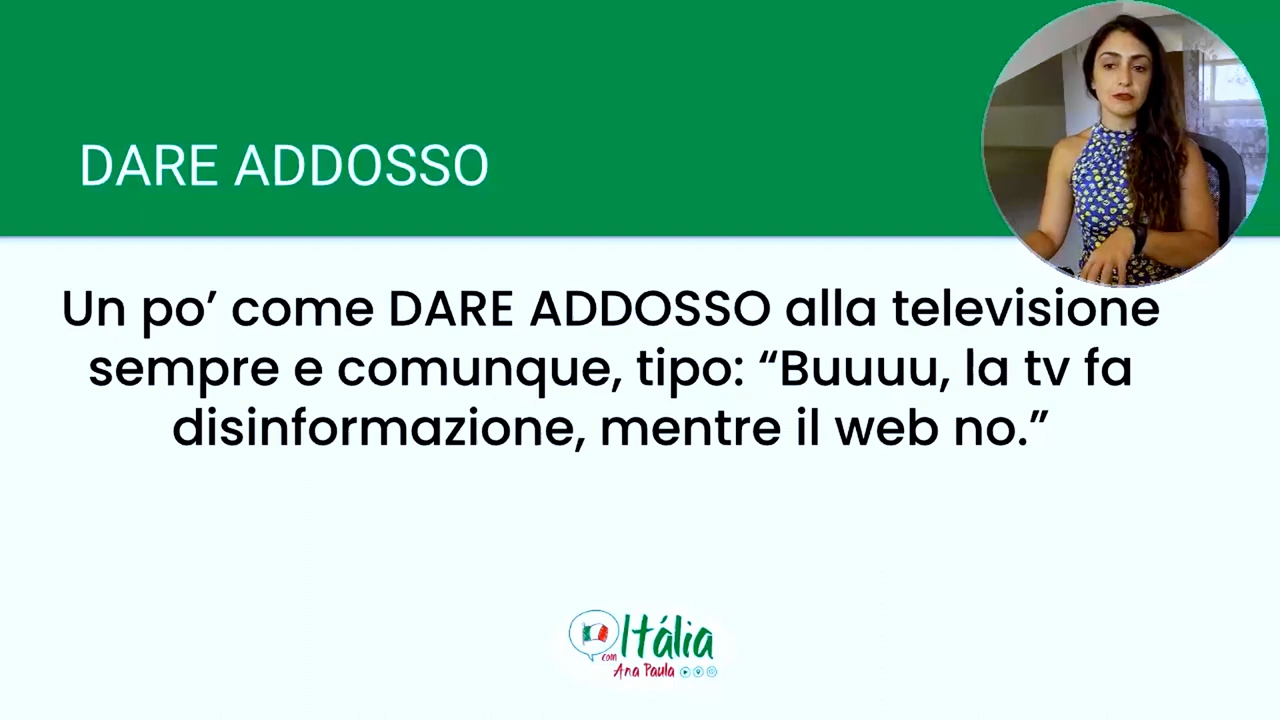 DARE ADDOSSO
Un po’ come DARE ADDOSSO alla televisione
sempre e comunque, tipo: “Buuuu, la tv fa
disinformazione, mentre il web no.”
Itália
com
Ana Paula